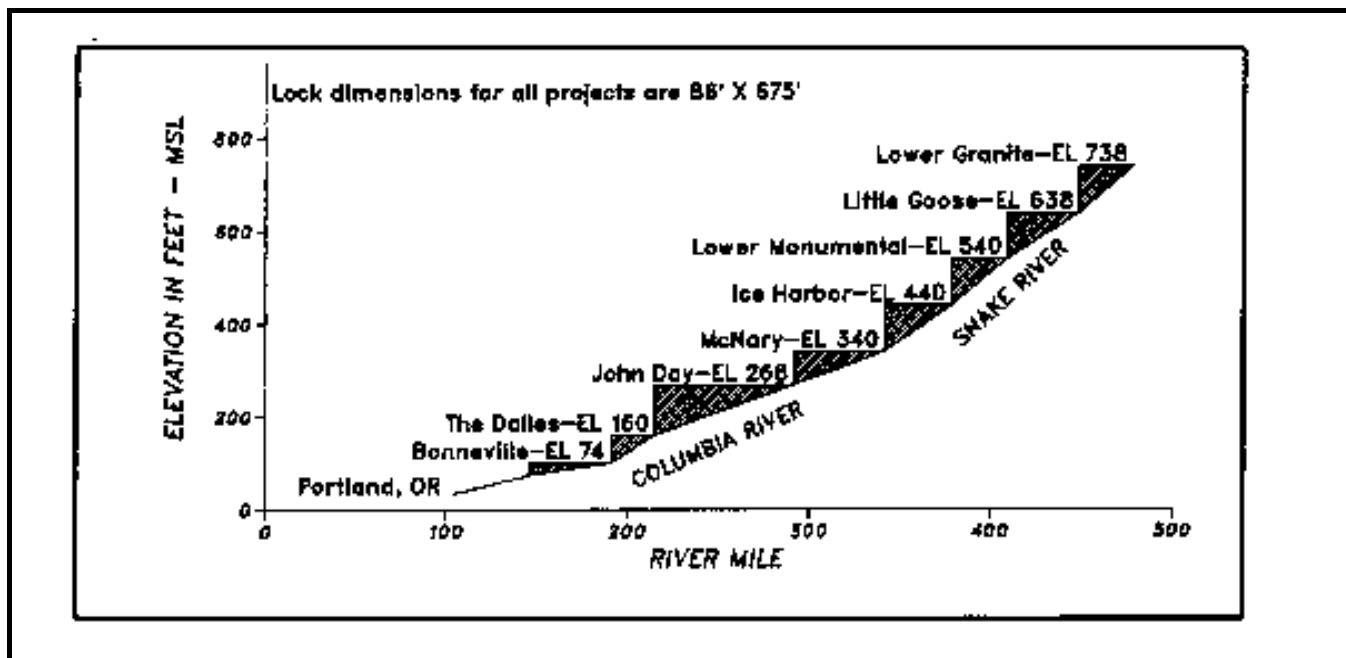 Lock dimensions for all projects are 86' X 675'
ELEVATION IN FEET - MSL
800
600
400
200
0
Lower Granite-EL 738
Little Goose-EL 638
Lower Monumental-EL 540
Ice Harbor-EL 440
McNary-EL 340
John Day-EL 268
The Dalles-EL 160
Bonneville-EL 74
Portland, OR
COLUMBIA RIVER
SNAKE RIVER
0
100
200
300
400
500
RIVER MILE